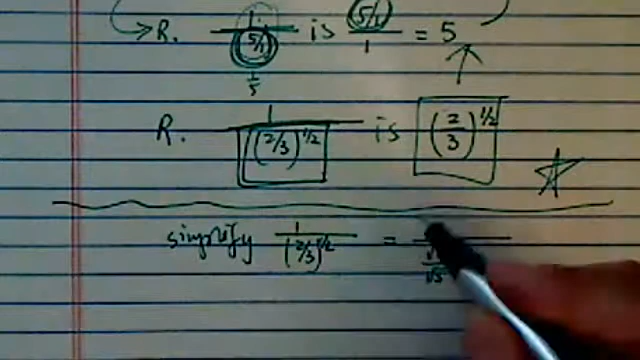 R. 1/(5/1) is (5/1)/1 = 5
1/5
R. 1/(2/3)^1/2 is (2/3)^1/2
simplify 1/(2/3)^1/2 =